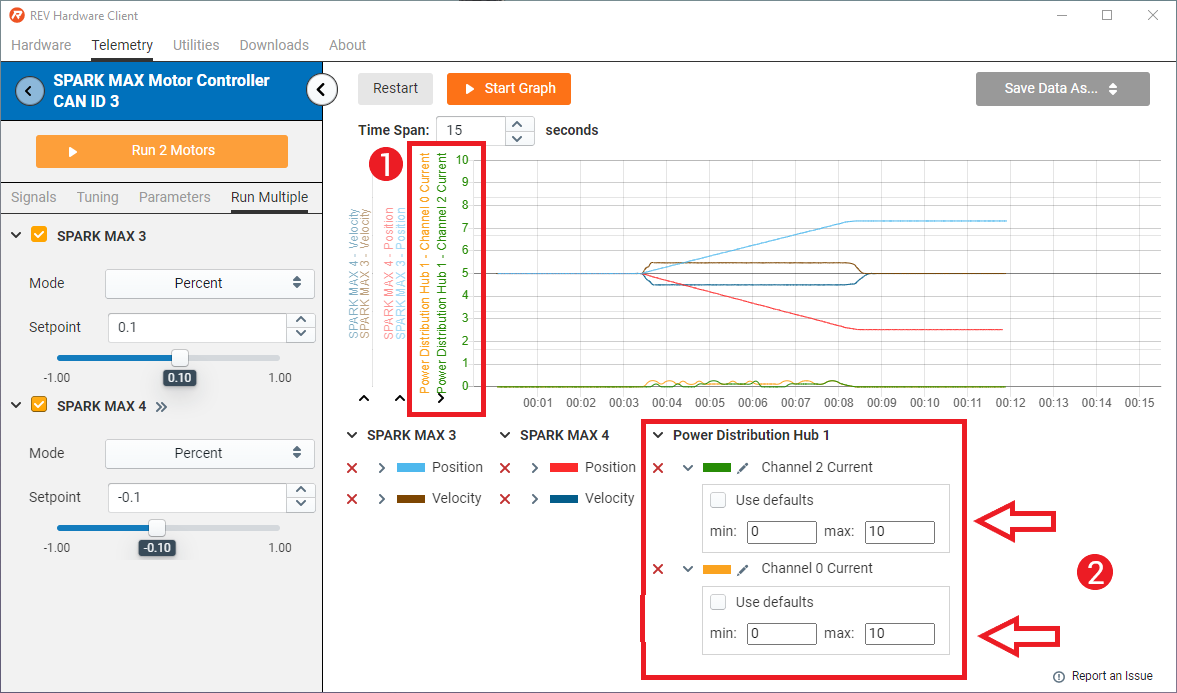 REV Hardware Client
Hardware Telemetry Utilities Downloads About
SPARK MAX Motor Controller
CAN ID 3
Run 2 Motors
Signals Tuning Parameters Run Multiple
SPARK MAX 3
Mode Percent
Setpoint 0.1
-1.00 0.10 1.00
SPARK MAX 4
Mode Percent
Setpoint -0.1
-1.00 -0.10 1.00
Restart Start Graph Save Data As...
Time Span: 15 seconds
1
SPARK MAX 4 - Velocity
SPARK MAX 3 - Velocity
SPARK MAX 4 - Position
SPARK MAX 3 - Position
Power Distribution Hub 1 - Channel 0 Current
Power Distribution Hub 1 - Channel 2 Current
10
9
8
7
6
5
4
3
2
1
0
00:01 00:02 00:03 00:04 00:05 00:06 00:07 00:08 00:09 00:10 00:11 00:12 00:13 00:14 00:15
SPARK MAX 3
Position
Velocity
SPARK MAX 4
Position
Velocity
Power Distribution Hub 1
Channel 2 Current
Use defaults
min: 0 max: 10
Channel 0 Current
Use defaults
min: 0 max: 10
2
Report an Issue